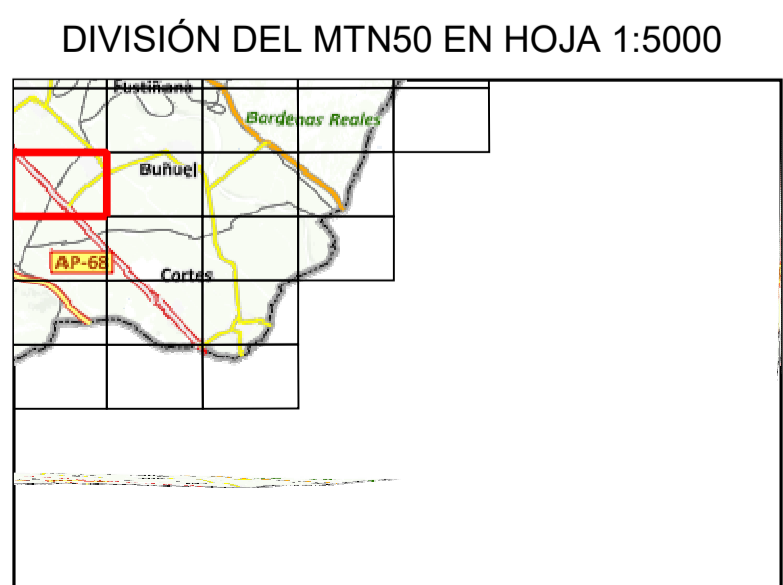 DIVISIÓN DEL MTN50 EN HOJA 1:5000
Fustiñana
Bardenas Reales
Buñuel
AP-68
Cortes